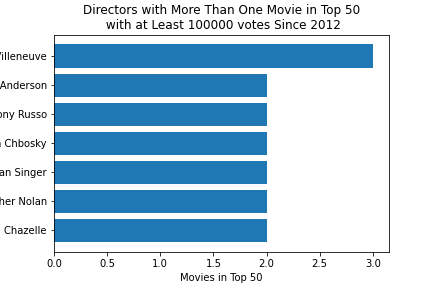 Directors with More Than One Movie in Top 50
with at Least 100000 votes Since 2012
Villeneuve
Anderson
ony Russo
Chbosky
an Singer
her Nolan
Chazelle
0.0 0.5 1.0 1.5 2.0 2.5 3.0
Movies in Top 50